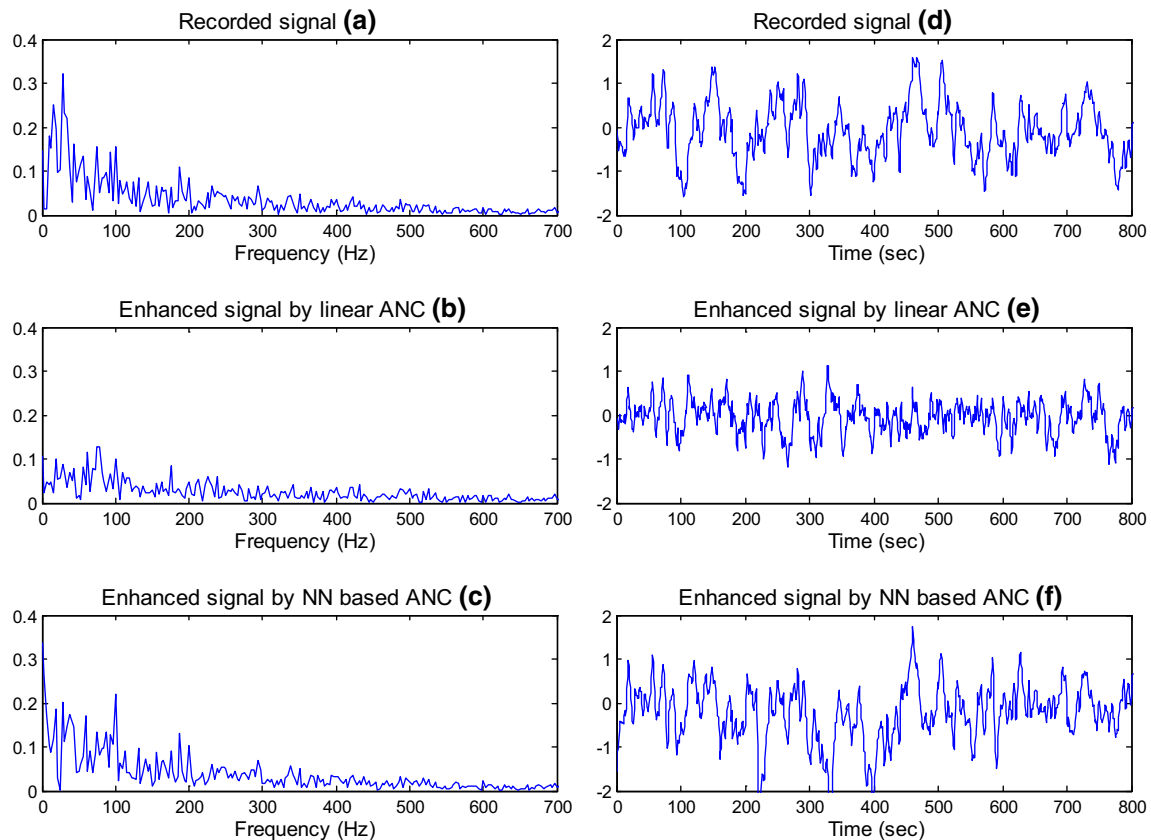 Recorded signal (a)
0.4
0.3
0.2
0.1
0
0 100 200 300 400 500 600 700
Frequency (Hz)
Recorded signal (d)
2
1
0
-1
-2
0 100 200 300 400 500 600 700 800
Time (sec)
Enhanced signal by linear ANC (b)
0.4
0.3
0.2
0.1
0
0 100 200 300 400 500 600 700
Frequency (Hz)
Enhanced signal by linear ANC (e)
2
1
0
-1
-2
0 100 200 300 400 500 600 700 800
Time (sec)
Enhanced signal by NN based ANC (c)
0.4
0.3
0.2
0.1
0
0 100 200 300 400 500 600 700
Frequency (Hz)
Enhanced signal by NN based ANC (f)
2
1
0
-1
-2
0 100 200 300 400 500 600 700 800
Time (sec)